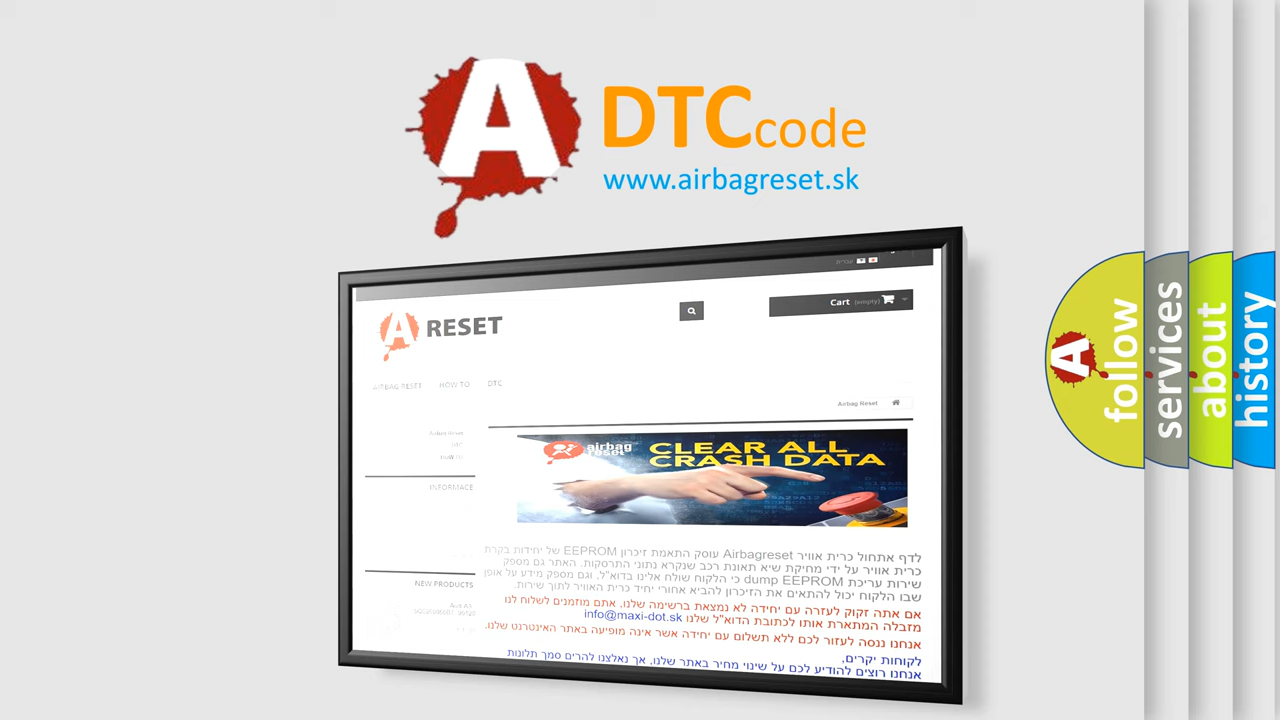 A
DTC code
www.airbagreset.sk
עברית
Cart (empty)
A RESET
AIRBAG RESET HOW TO DTC
Airbag Reset
Airbag Reset
HOW TO
airbag
reset
CLEAR ALL
CRASH DATA
INFORMACE
NEW PRODUCTS
לדף אתחול כרית אוויר Airbagreset עוסק התאמת זיכרון EEPROM של יחידות בקרת
כרית אוויר על ידי מחיקת שיא תאונת רכב שנקרא נתוני התרסקות. האתר גם מספק
שירות עריכת dump EEPROM כי הלקוח שולח אלינו בדוא"ל, וגם מספק מידע על אופן
שבו הלקוח יכול להתאים את הזיכרון להביא אחורי יחיד כרית האוויר לתוך שירות.
אם אתה זקוק לעזרה עם יחידה לא נמצאת ברשימה שלנו, אתם מוזמנים לשלוח לנו
מזבלה המתארת אותו לכתובת הדוא"ל שלנו info@maxi-dot.sk
אנחנו ננסה לעזור לכם ללא תשלום עם יחידה אשר אינה מופיעה באתר האינטרנט שלנו.
לקוחות יקרים,
אנחנו רוצים להודיע לכם על שינוי מחיר באתר שלנו, אך נאלצנו להרים סמך תלונות
A
follow
services
about
history